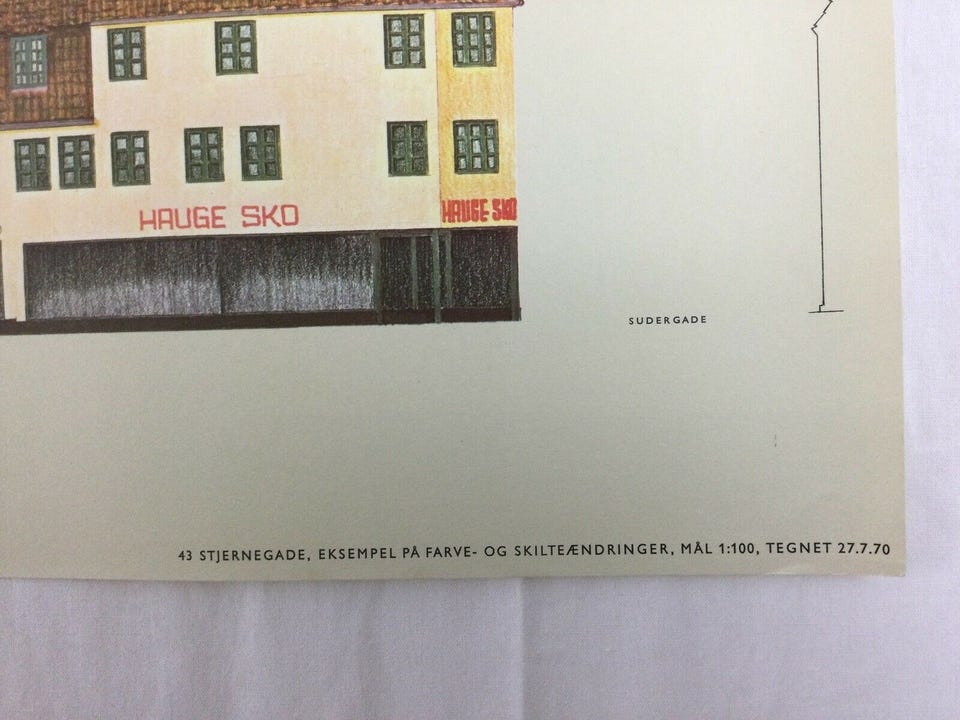 HAUGE SKO
HAUGE SKO
SUDERGADE
43 STJERNEGADE, EKSEMPEL PÅ FARVE- OG SKILTEÆNDRINGER, MÅL 1:100, TEGNET 27.7.70